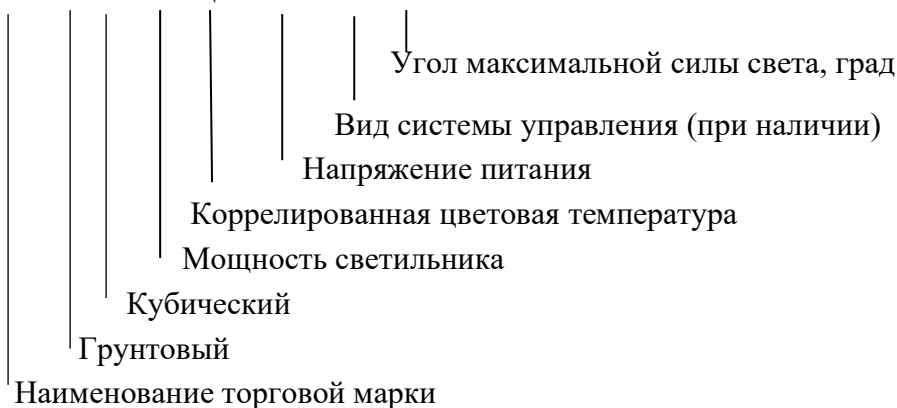 Угол максимальной силы света, град
Вид системы управления (при наличии)
Напряжение питания
Коррелированная цветовая температура
Мощность светильника
Кубический
Грунтовый
Наименование торговой марки